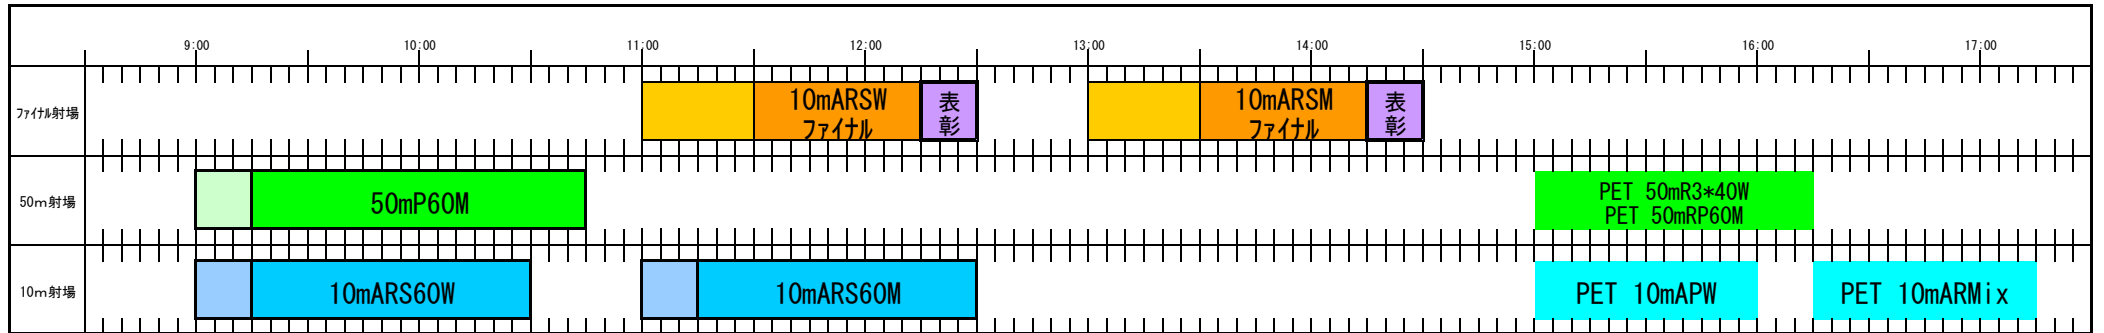 9:00 10:00 11:00 12:00 13:00 14:00 15:00 16:00 17:00
ファイナル射場
10mARSW
ファイナル
表
彰
10mARSM
ファイナル
表
彰
50m射場
50mP60M
PET 50mR3*40W
PET 50mRP60M
10m射場
10mARS60W
10mARS60M
PET 10mAPW
PET 10mARMix